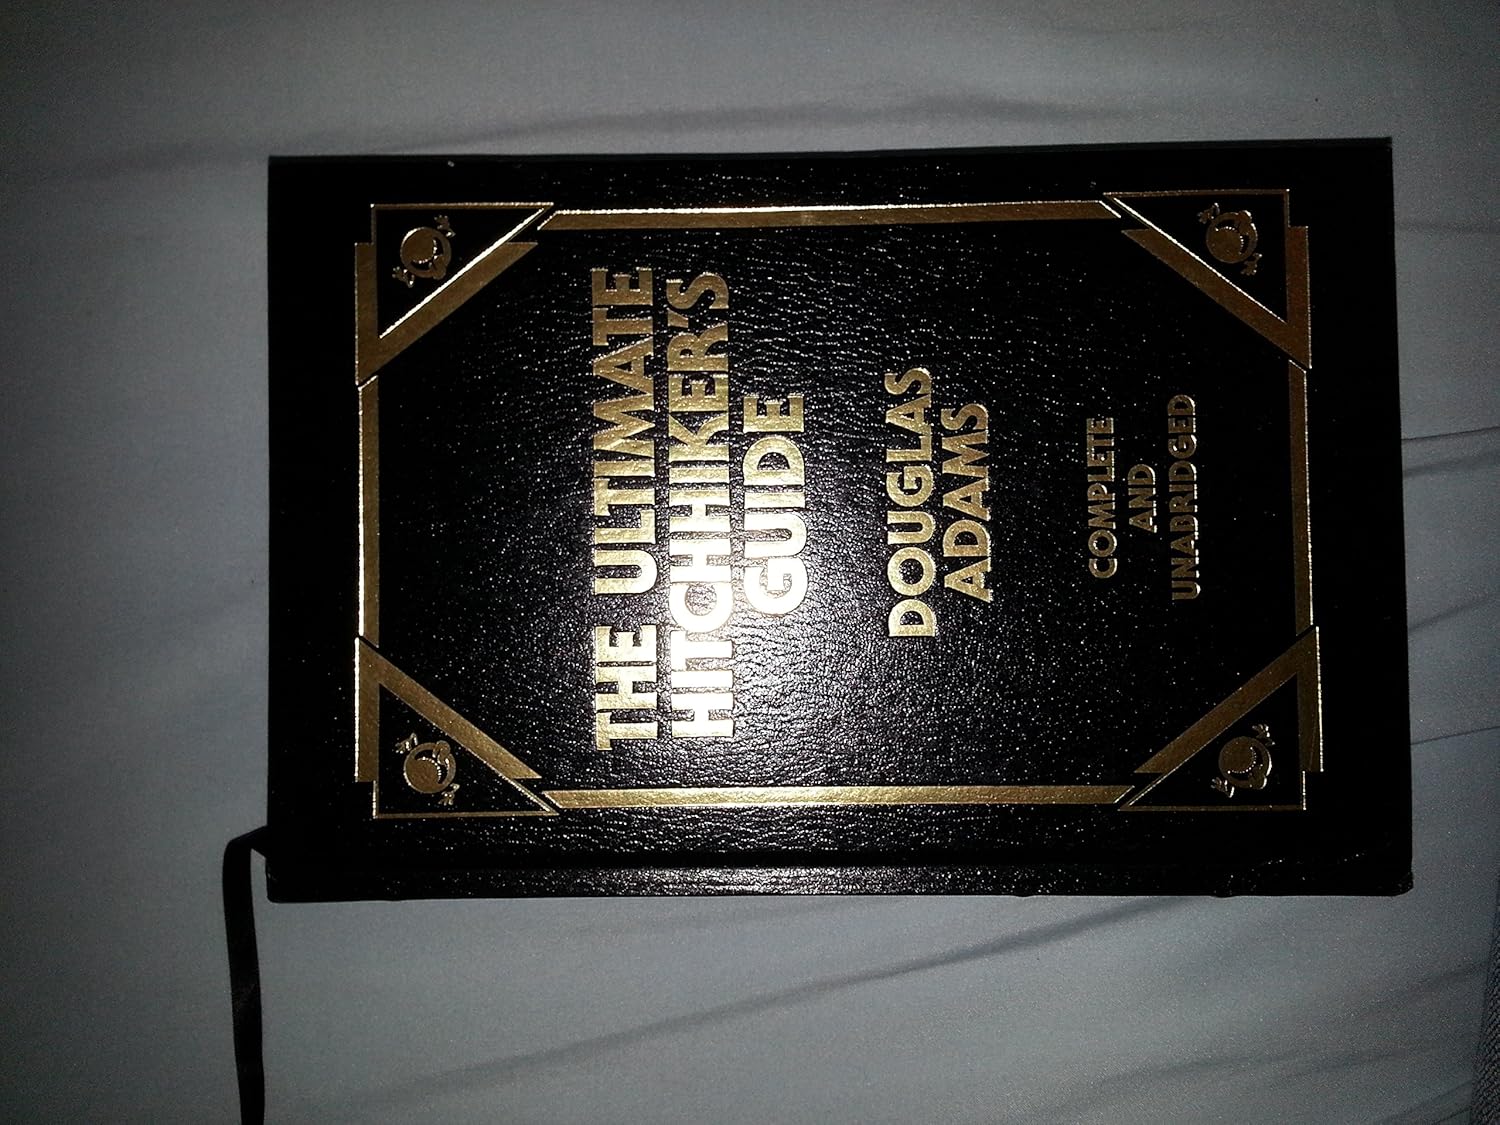 THE ULTIMATE
HITCHHIKER'S
GUIDE
DOUGLAS
ADAMS
COMPLETE
AND
UNABRIDGED